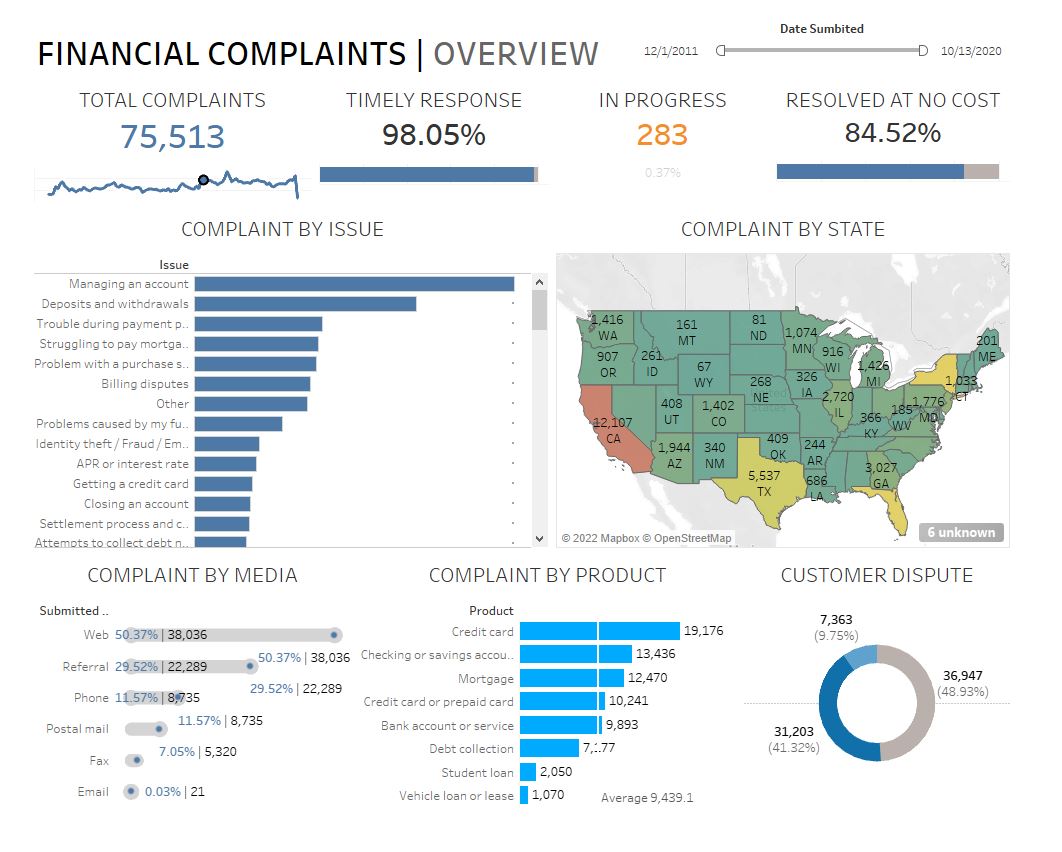 FINANCIAL COMPLAINTS | OVERVIEW
Date Sumbited
12/1/2011
10/13/2020
TOTAL COMPLAINTS
75,513
TIMELY RESPONSE
98.05%
IN PROGRESS
283
0.37%
RESOLVED AT NO COST
84.52%
COMPLAINT BY ISSUE
Issue
Managing an account
Deposits and withdrawals
Trouble during payment p..
Struggling to pay mortga..
Problem with a purchase s..
Billing disputes
Other
Problems caused by my fu..
Identity theft / Fraud / Em..
APR or interest rate
Getting a credit card
Closing an account
Settlement process and c..
Attempts to collect debt n..
COMPLAINT BY STATE
1,416
WA
161
MT
81
ND
1,074
MN
201
ME
907
OR
261
ID
67
WY
916
WI
1,426
MI
1,033
CT
268
NE
326
IA
United
States
408
UT
1,402
CO
2,720
IL
1,776
MD
185
WV
366
KY
12,107
CA
1,944
AZ
340
NM
409
OK
244
AR
5,537
TX
686
LA
3,027
GA
6 unknown
© 2022 Mapbox © OpenStreetMap
COMPLAINT BY MEDIA
Submitted ..
Web 50.37% | 38,036
50.37% | 38,036
Referral 29.52% | 22,289
29.52% | 22,289
Phone 11.57% | 8,735
11.57% | 8,735
Postal mail
7.05% | 5,320
Fax
Email 0.03% | 21
COMPLAINT BY PRODUCT
Product
Credit card 19,176
Checking or savings accou.. 13,436
Mortgage 12,470
Credit card or prepaid card 10,241
Bank account or service 9,893
Debt collection
Student loan 2,050
Vehicle loan or lease 1,070
Average 9,439.1
CUSTOMER DISPUTE
7,363
(9.75%)
36,947
(48.93%)
31,203
(41.32%)